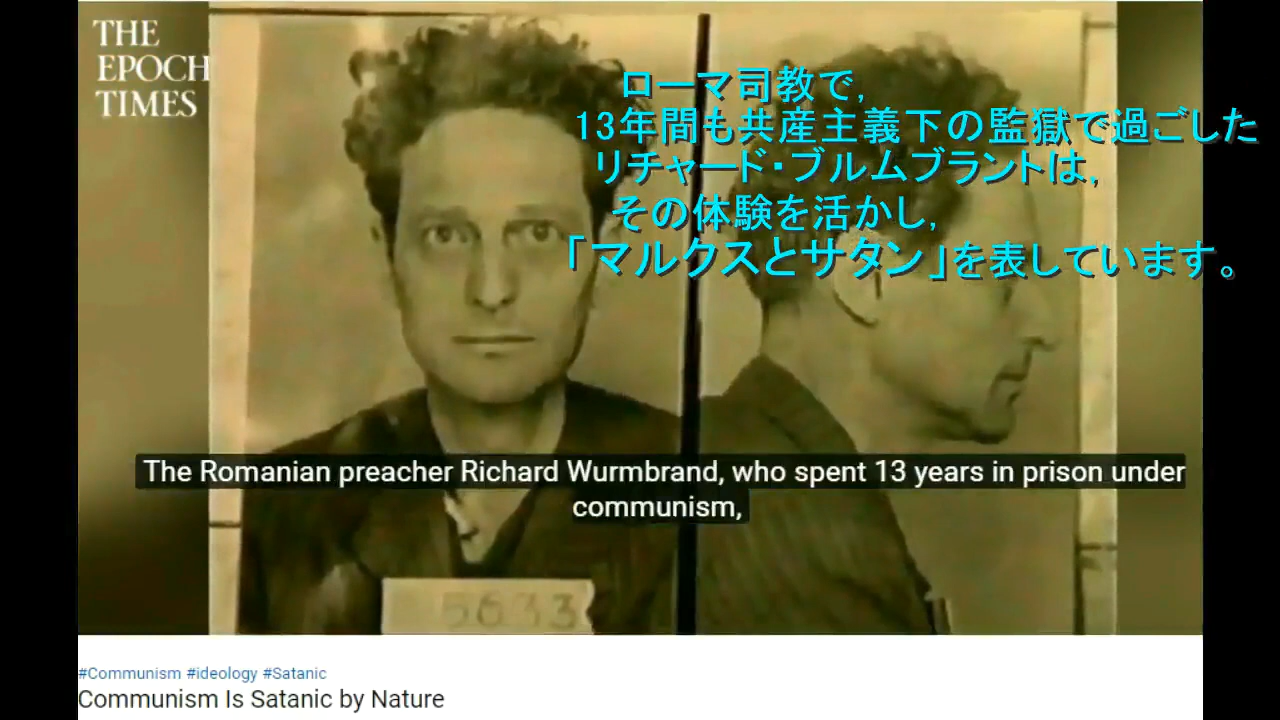 THE
EPOCH
TIMES
ローマ司教で,
13年間も共産主義下の監獄で過ごした
リチャード・ブルムブラントは,
その体験を活かし,
「マルクスとサタン」を表しています。
The Romanian preacher Richard Wurmbrand, who spent 13 years in prison under
communism,
5633
#Communism #ideology #Satanic
Communism Is Satanic by Nature